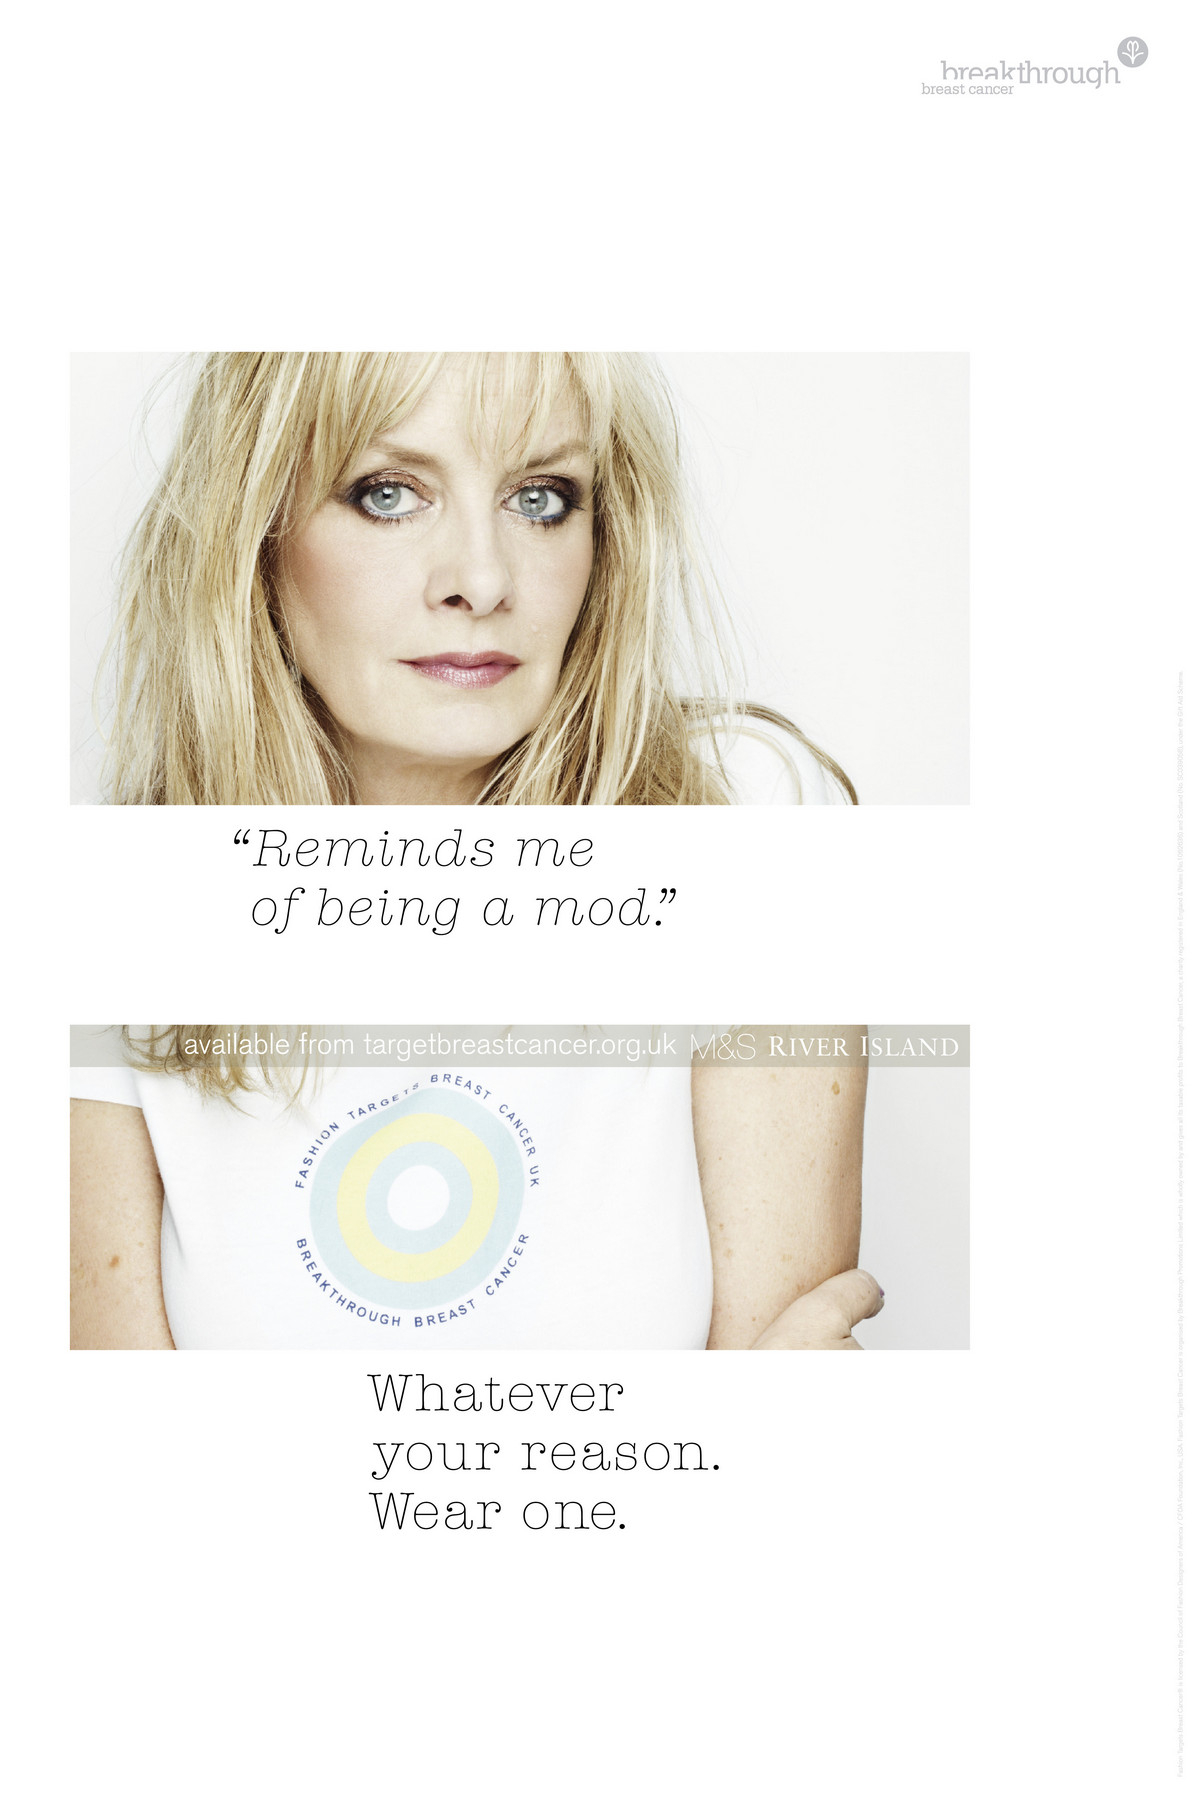 breakthrough
breast cancer
“Reminds me
of being a mod.”
available from targetbreastcancer.org.uk M&S RIVER ISLAND
FASHION TARGETS BREAST CANCER UK
BREAKTHROUGH BREAST CANCER
Whatever
your reason.
Wear one.